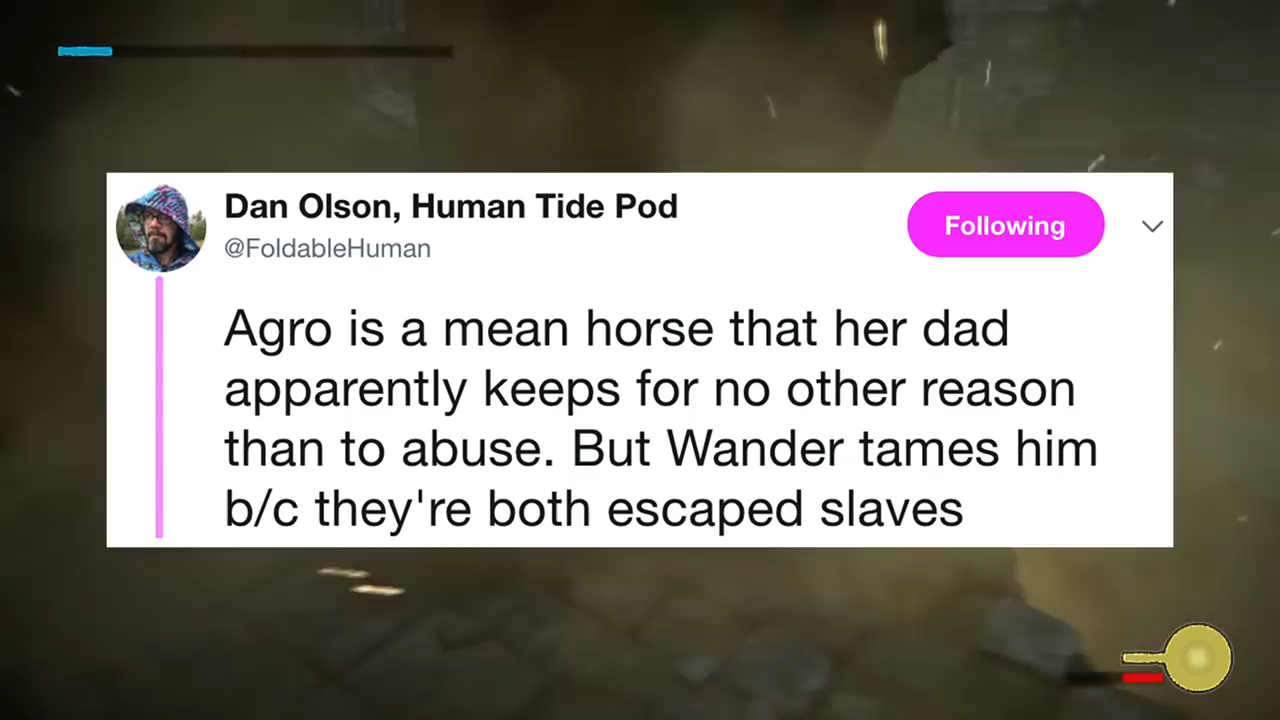 Dan Olson, Human Tide Pod
@FoldableHuman
Following
Agro is a mean horse that her dad
apparently keeps for no other reason
than to abuse. But Wander tames him
b/c they're both escaped slaves